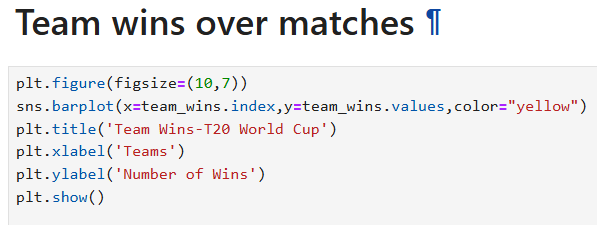 Team wins over matches ¶
plt.figure(figsize=(10,7))
sns.barplot(x=team_wins.index,y=team_wins.values,color="yellow")
plt.title('Team Wins-T20 World Cup')
plt.xlabel('Teams')
plt.ylabel('Number of Wins')
plt.show()